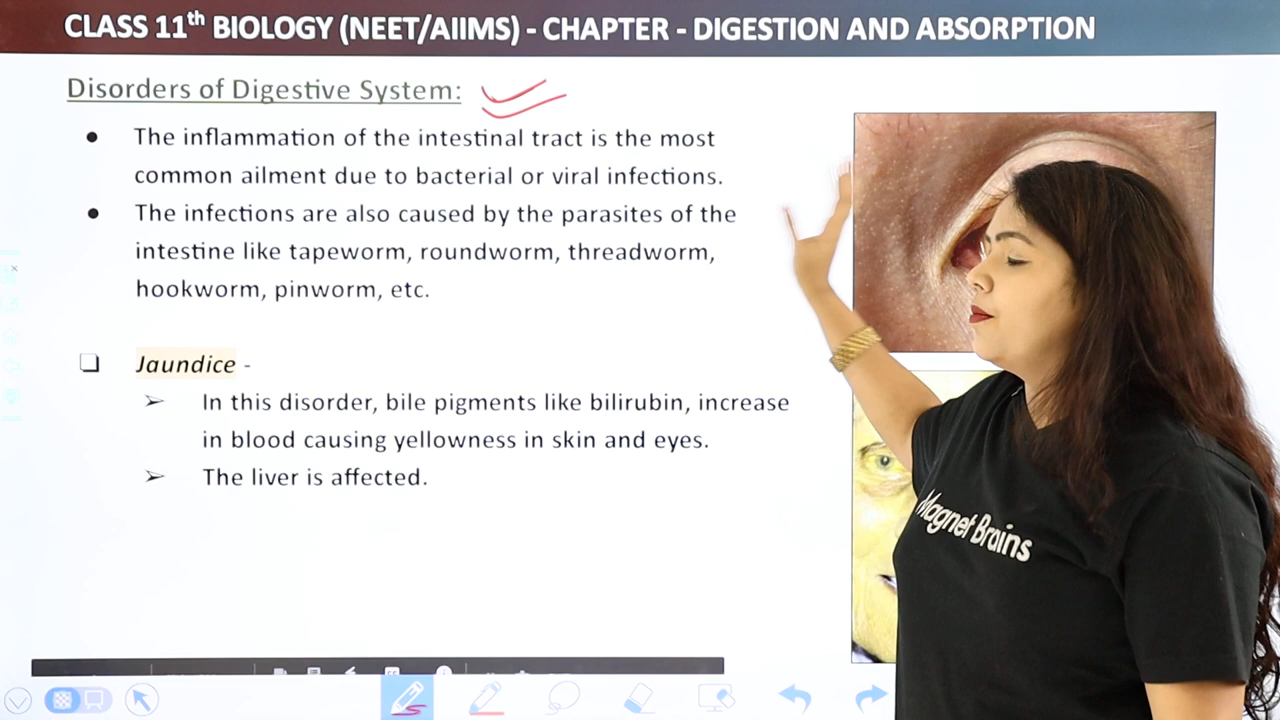 CLASS 11th BIOLOGY (NEET/AIIMS) - CHAPTER - DIGESTION AND ABSORPTION
Disorders of Digestive System:
● The inflammation of the intestinal tract is the most
common ailment due to bacterial or viral infections.
● The infections are also caused by the parasites of the
intestine like tapeworm, roundworm, threadworm,
hookworm, pinworm, etc.
❑ Jaundice -
➢ In this disorder, bile pigments like bilirubin, increase
in blood causing yellowness in skin and eyes.
➢ The liver is affected.
Magnet Brains